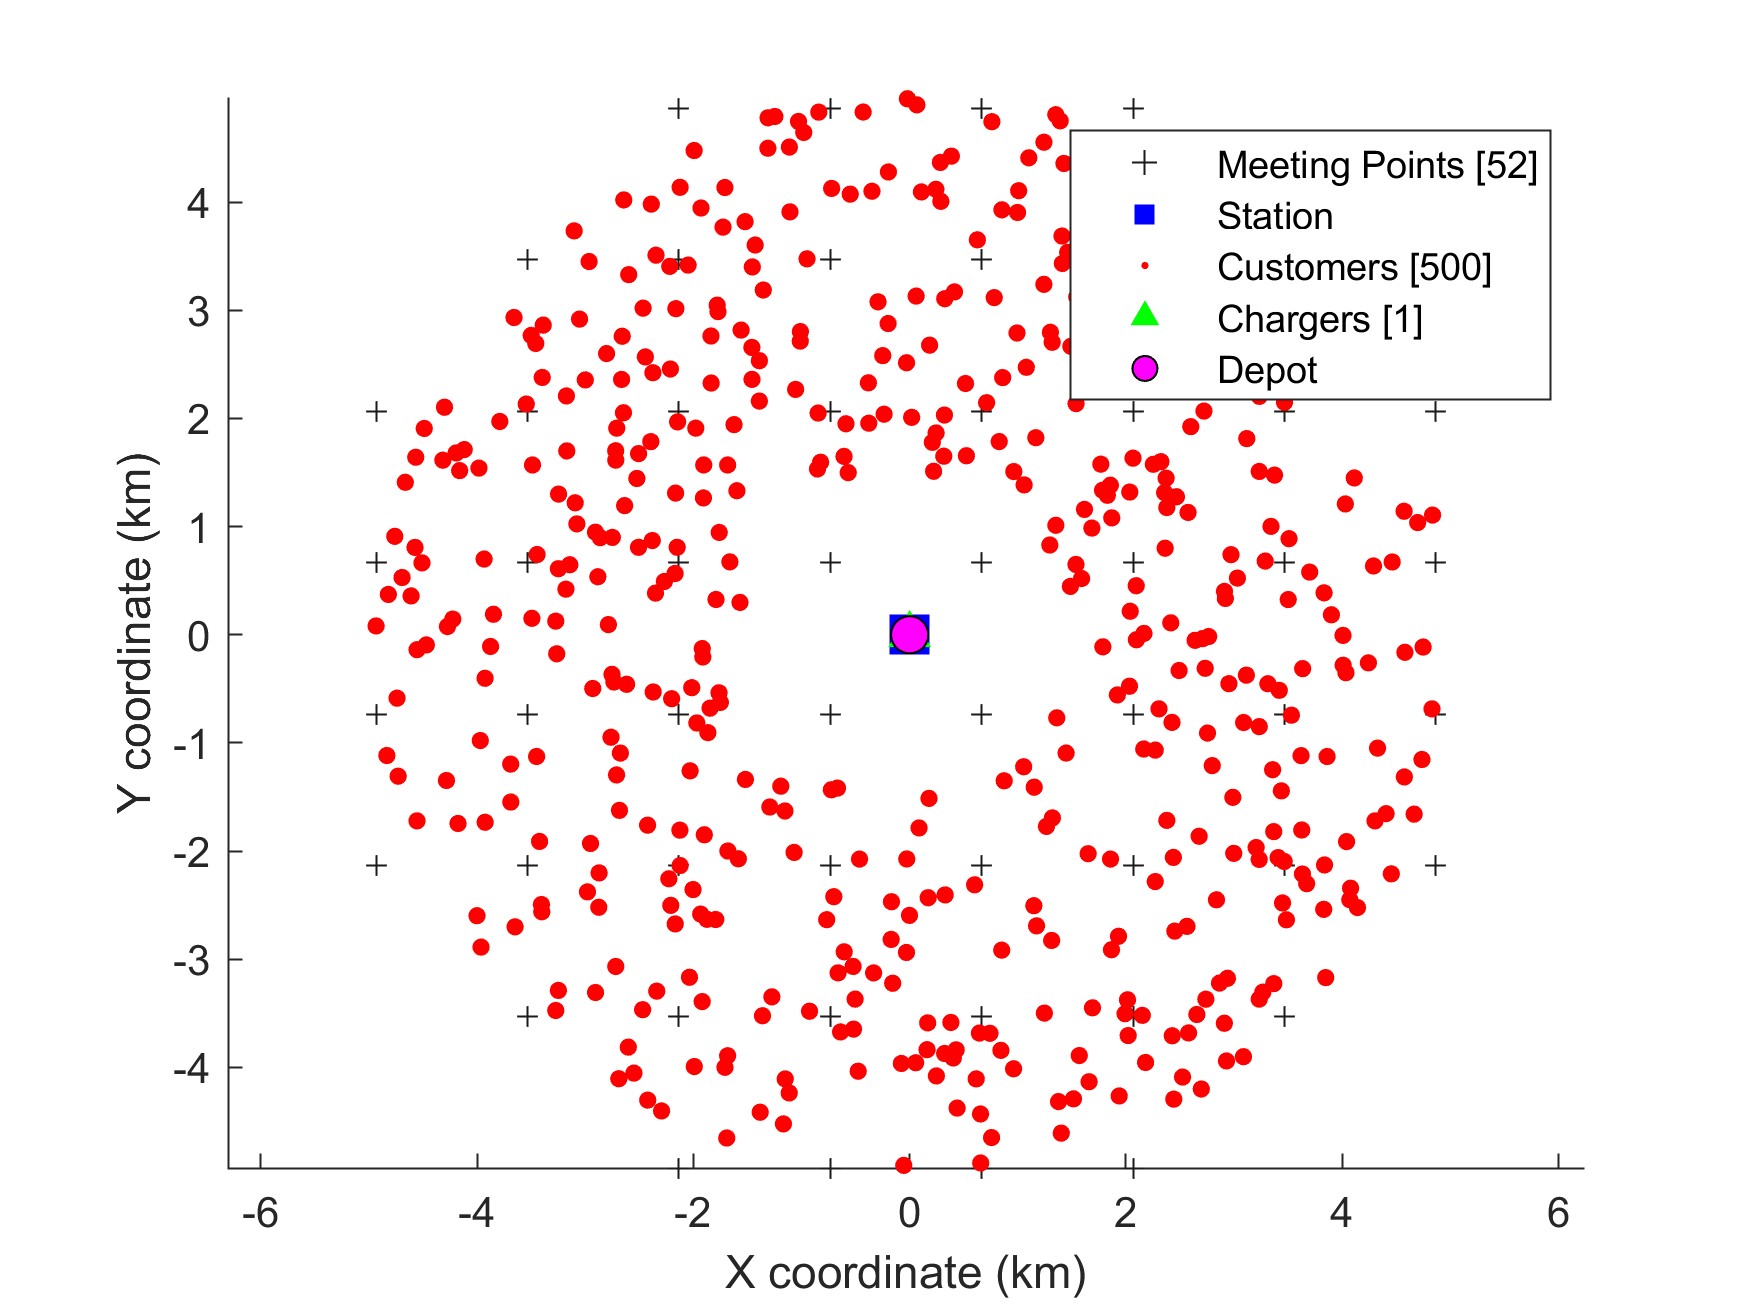 4
3
2
1
0
-1
-2
-3
-4
Y coordinate (km)
Meeting Points [52]
Station
Customers [500]
Chargers [1]
Depot
-6 -4 -2 0 2 4 6
X coordinate (km)